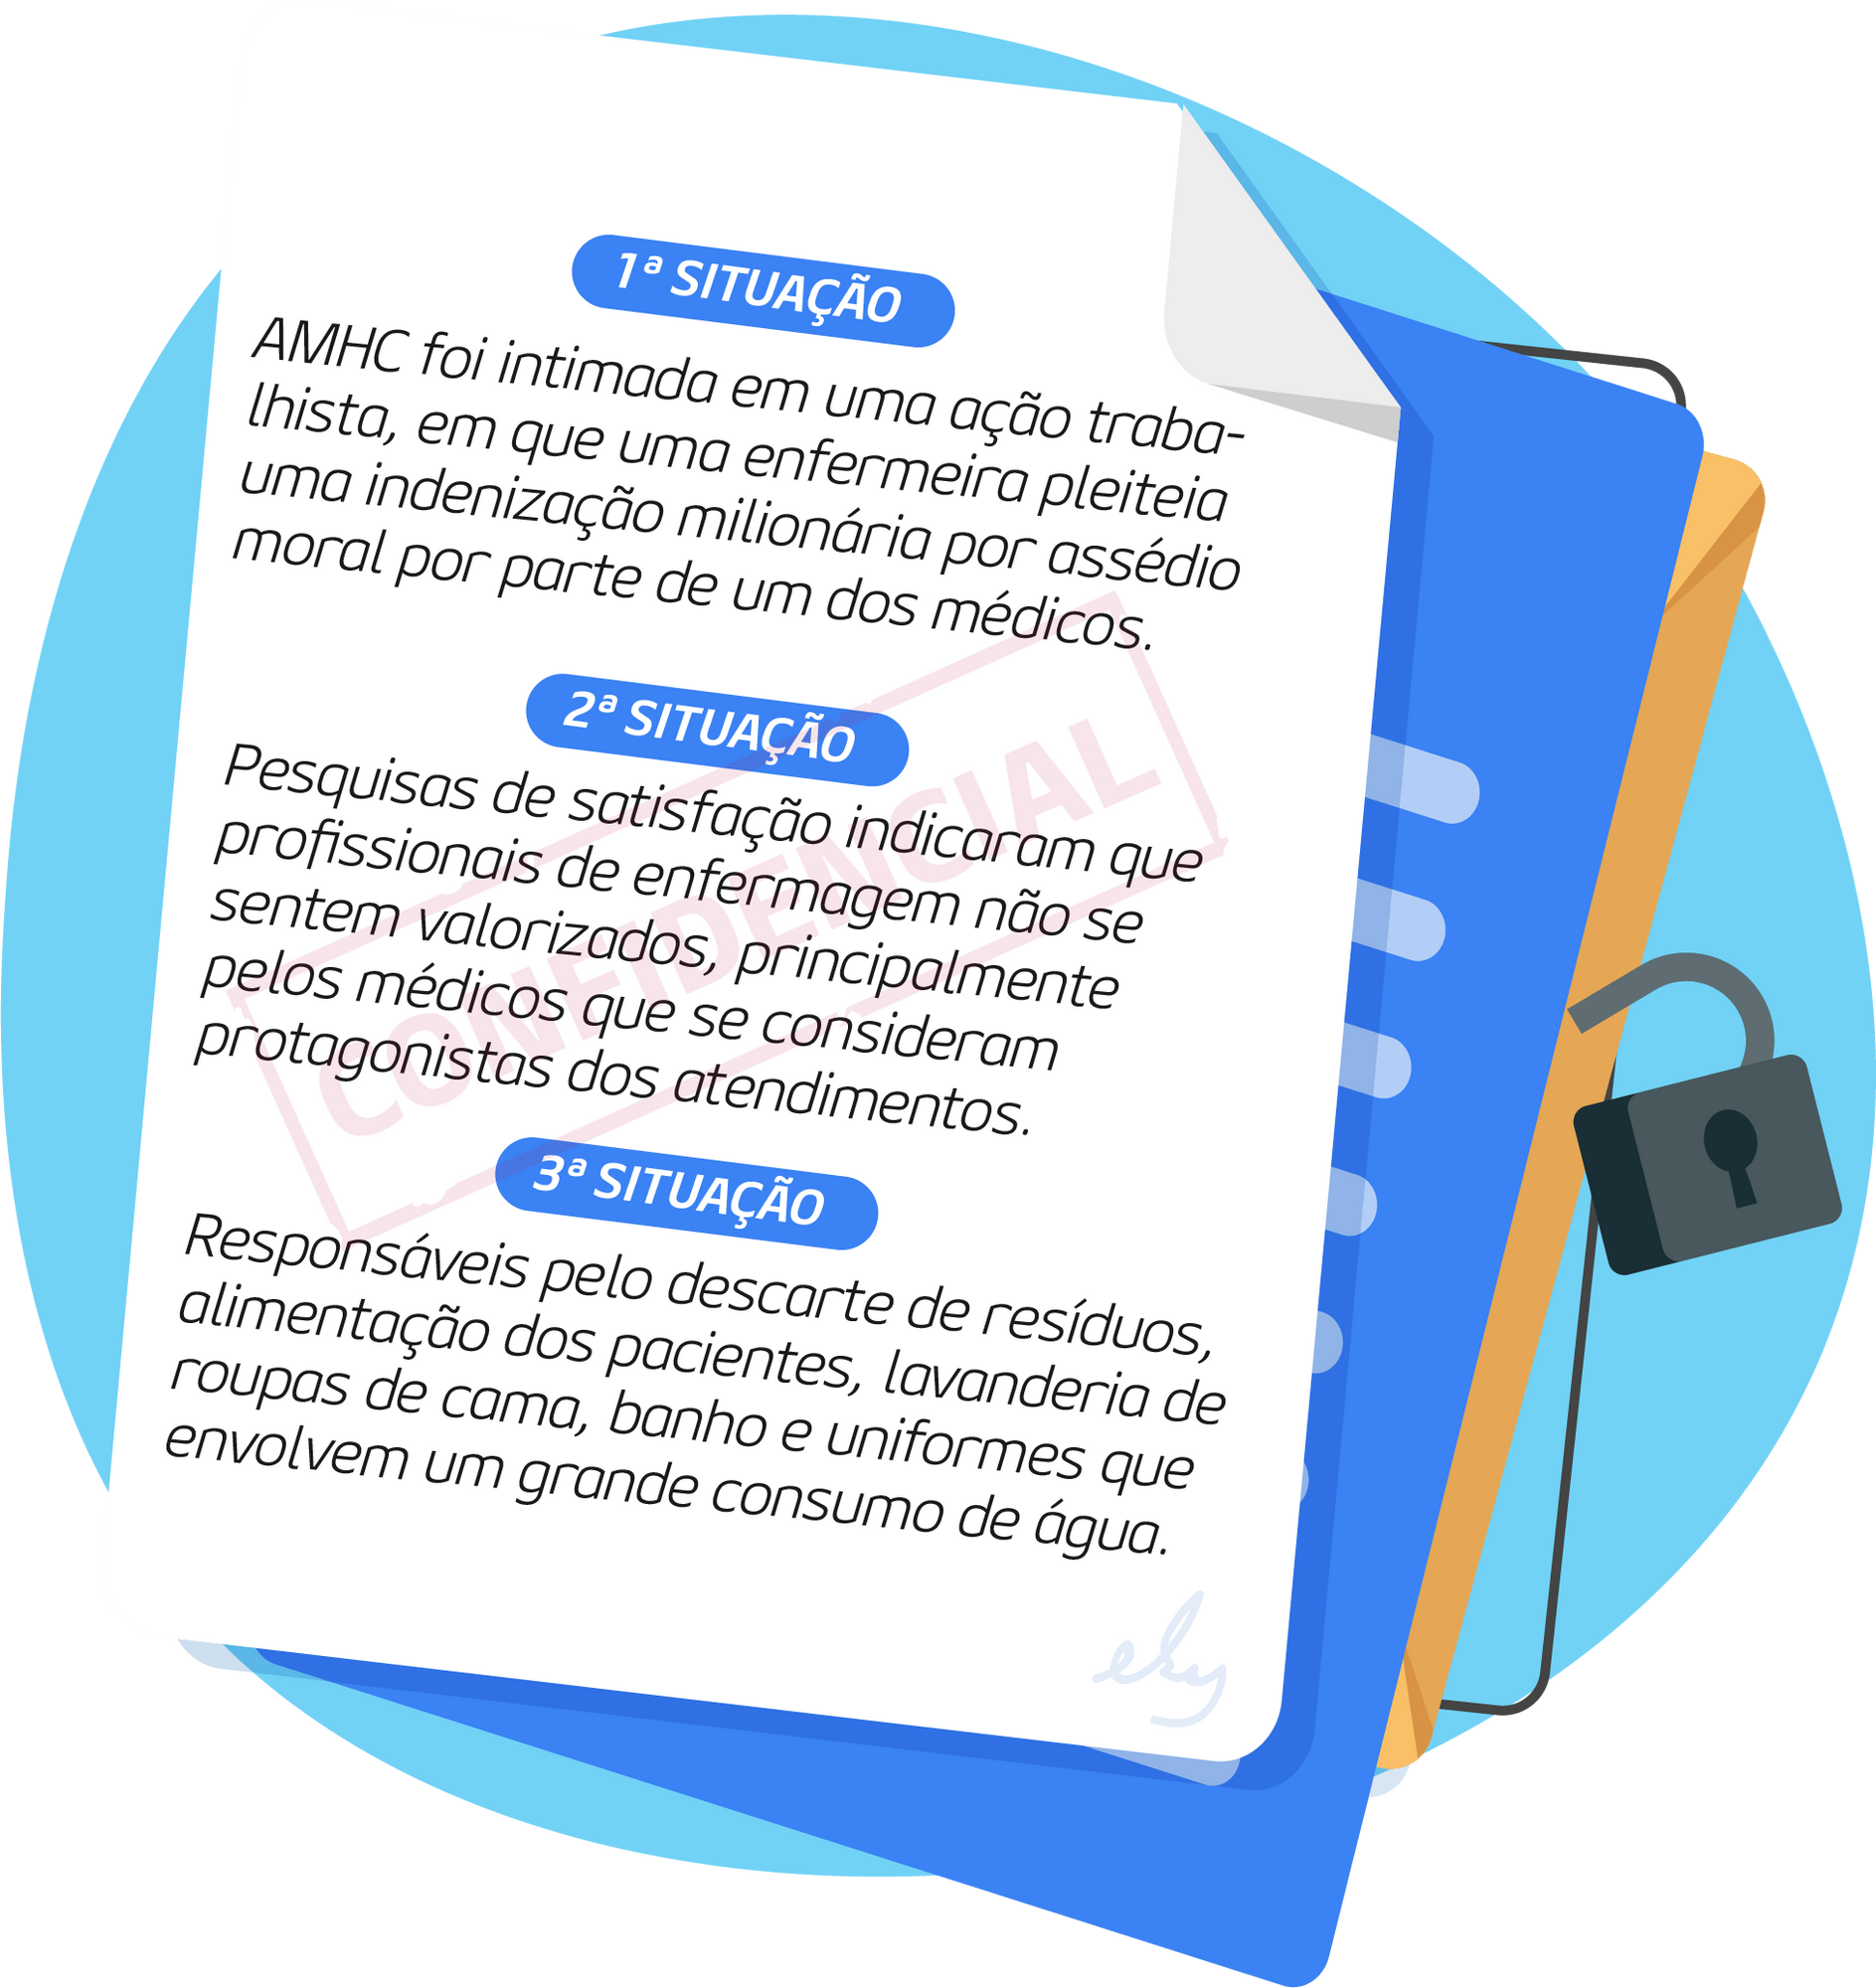 1ª SITUAÇÃO
AMHC foi intimada em uma ação traba-
lhista, em que uma enfermeira pleiteia
uma indenização milionária por assédio
moral por parte de um dos médicos.
2ª SITUAÇÃO
Pesquisas de satisfação indicaram que
profissionais de enfermagem não se
sentem valorizados, principalmente
pelos médicos que se consideram
protagonistas dos atendimentos.
CONFIDENCIAL
3ª SITUAÇÃO
Responsáveis pelo descarte de resíduos,
alimentação dos pacientes, lavanderia de
roupas de cama, banho e uniformes que
envolvem um grande consumo de água.